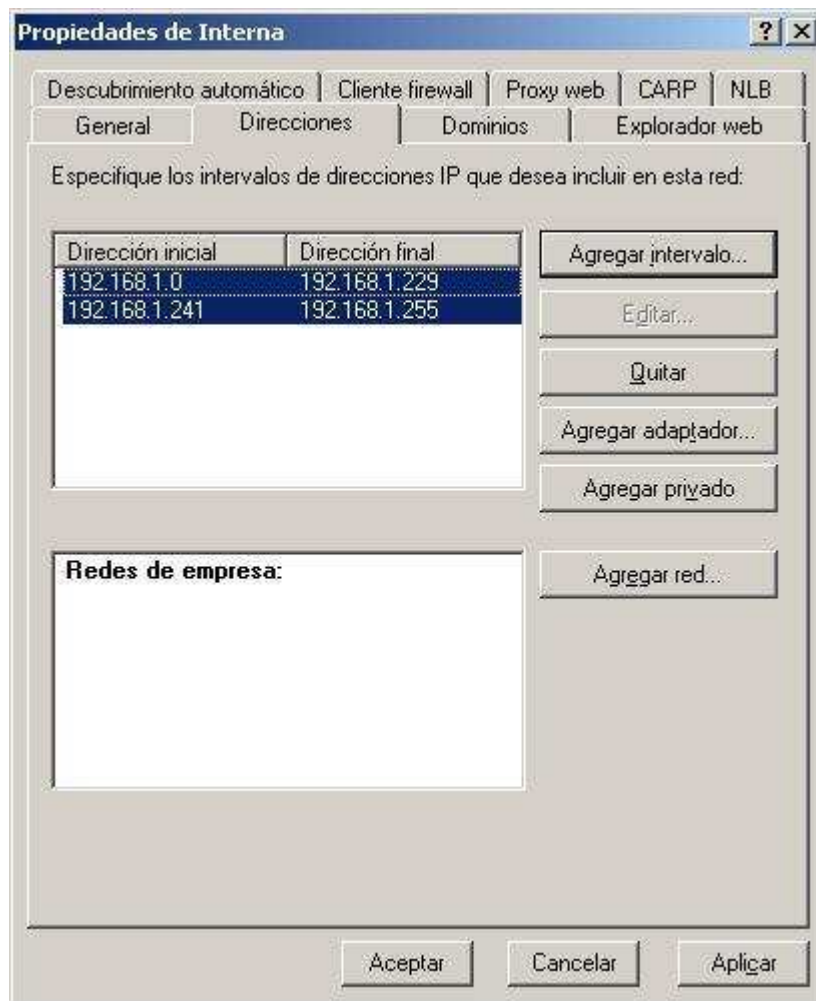 Propiedades de Interna
Descubrimiento automático Cliente firewall Proxy web CARP NLB
General Direcciones Dominios Explorador web
Especifique los intervalos de direcciones IP que desea incluir en esta red:
Dirección inicial Dirección final
192.168.1.0 192.168.1.229
192.168.1.241 192.168.1.255
Agregar intervalo...
Editar...
Quitar
Agregar adaptador...
Agregar privado
Redes de empresa:
Agregar red...
Aceptar Cancelar Aplicar